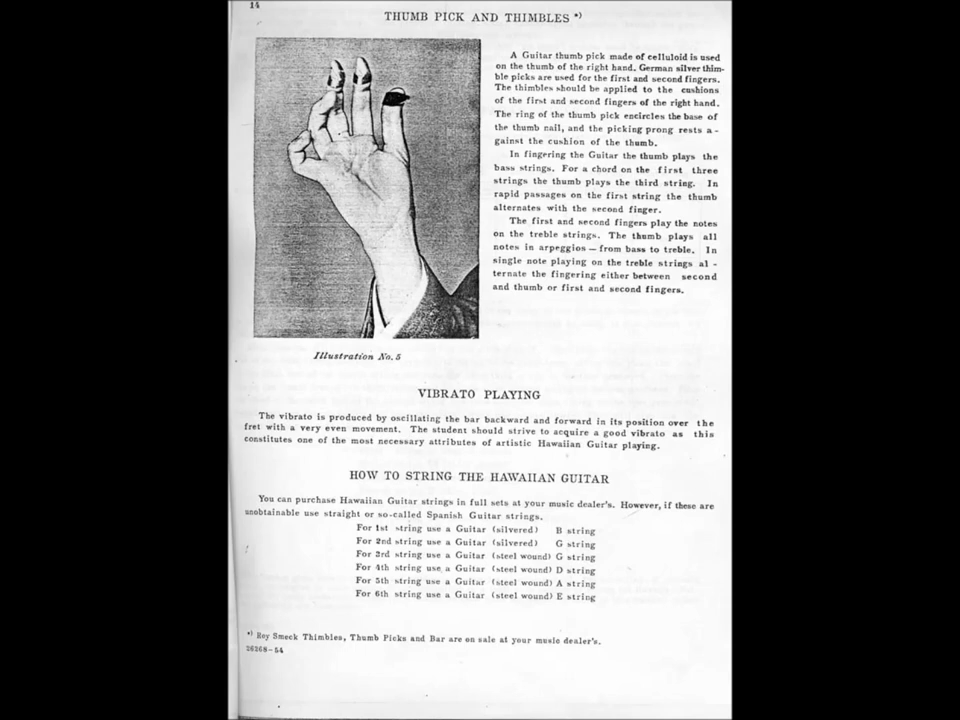 14
THUMB PICK AND THIMBLES *)
A Guitar thumb pick made of celluloid is used
on the thumb of the right hand. German silver thim-
ble picks are used for the first and second fingers.
The thimbles should be applied to the cushions
of the first and second fingers of the right hand.
The ring of the thumb pick encircles the base of
the thumb nail, and the picking prong rests a-
gainst the cushion of the thumb.
In fingering the Guitar the thumb plays the
bass strings. For a chord on the first three
strings the thumb plays the third string. In
rapid passages on the first string the thumb
alternates with the second finger.
The first and second fingers play the notes
on the treble strings. The thumb plays all
notes in arpeggios — from bass to treble. In
single note playing on the treble strings al-
ternate the fingering either between second
and thumb or first and second fingers.
Illustration No. 5
VIBRATO PLAYING
The vibrato is produced by oscillating the bar backward and forward in its position over the
fret with a very even movement. The student should strive to acquire a good vibrato as this
constitutes one of the most necessary attributes of artistic Hawaiian Guitar playing.
HOW TO STRING THE HAWAIIAN GUITAR
You can purchase Hawaiian Guitar strings in full sets at your music dealer's. However, if these are
unobtainable use straight or so-called Spanish Guitar strings.
For 1st string use a Guitar (silvered) B string
For 2nd string use a Guitar (silvered) G string
For 3rd string use a Guitar (steel wound) G string
For 4th string use a Guitar (steel wound) D string
For 5th string use a Guitar (steel wound) A string
For 6th string use a Guitar (steel wound) E string
*) Roy Smeck Thimbles, Thumb Picks and Bar are on sale at your music dealer's.
26268-54